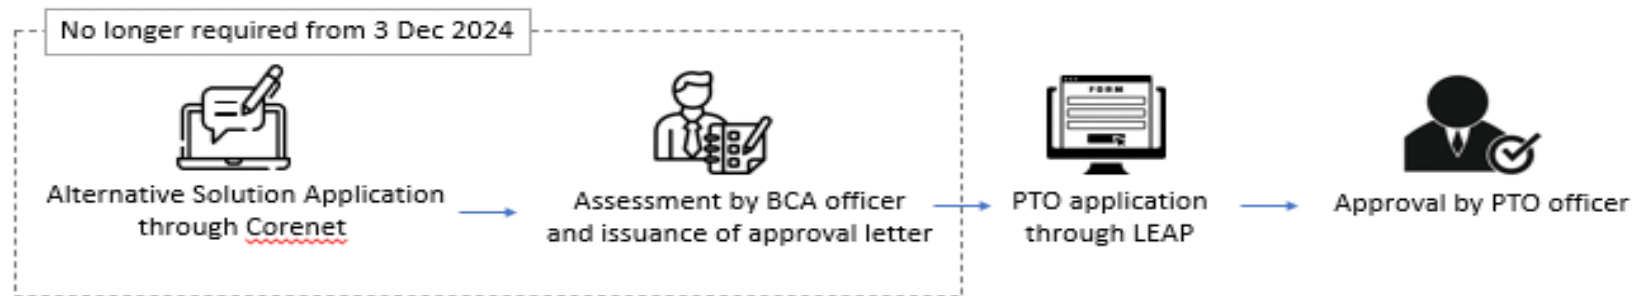 No longer required from 3 Dec 2024
FORM
Alternative Solution Application
through Corenet
Assessment by BCA officer
and issuance of approval letter
PTO application
through LEAP
Approval by PTO officer